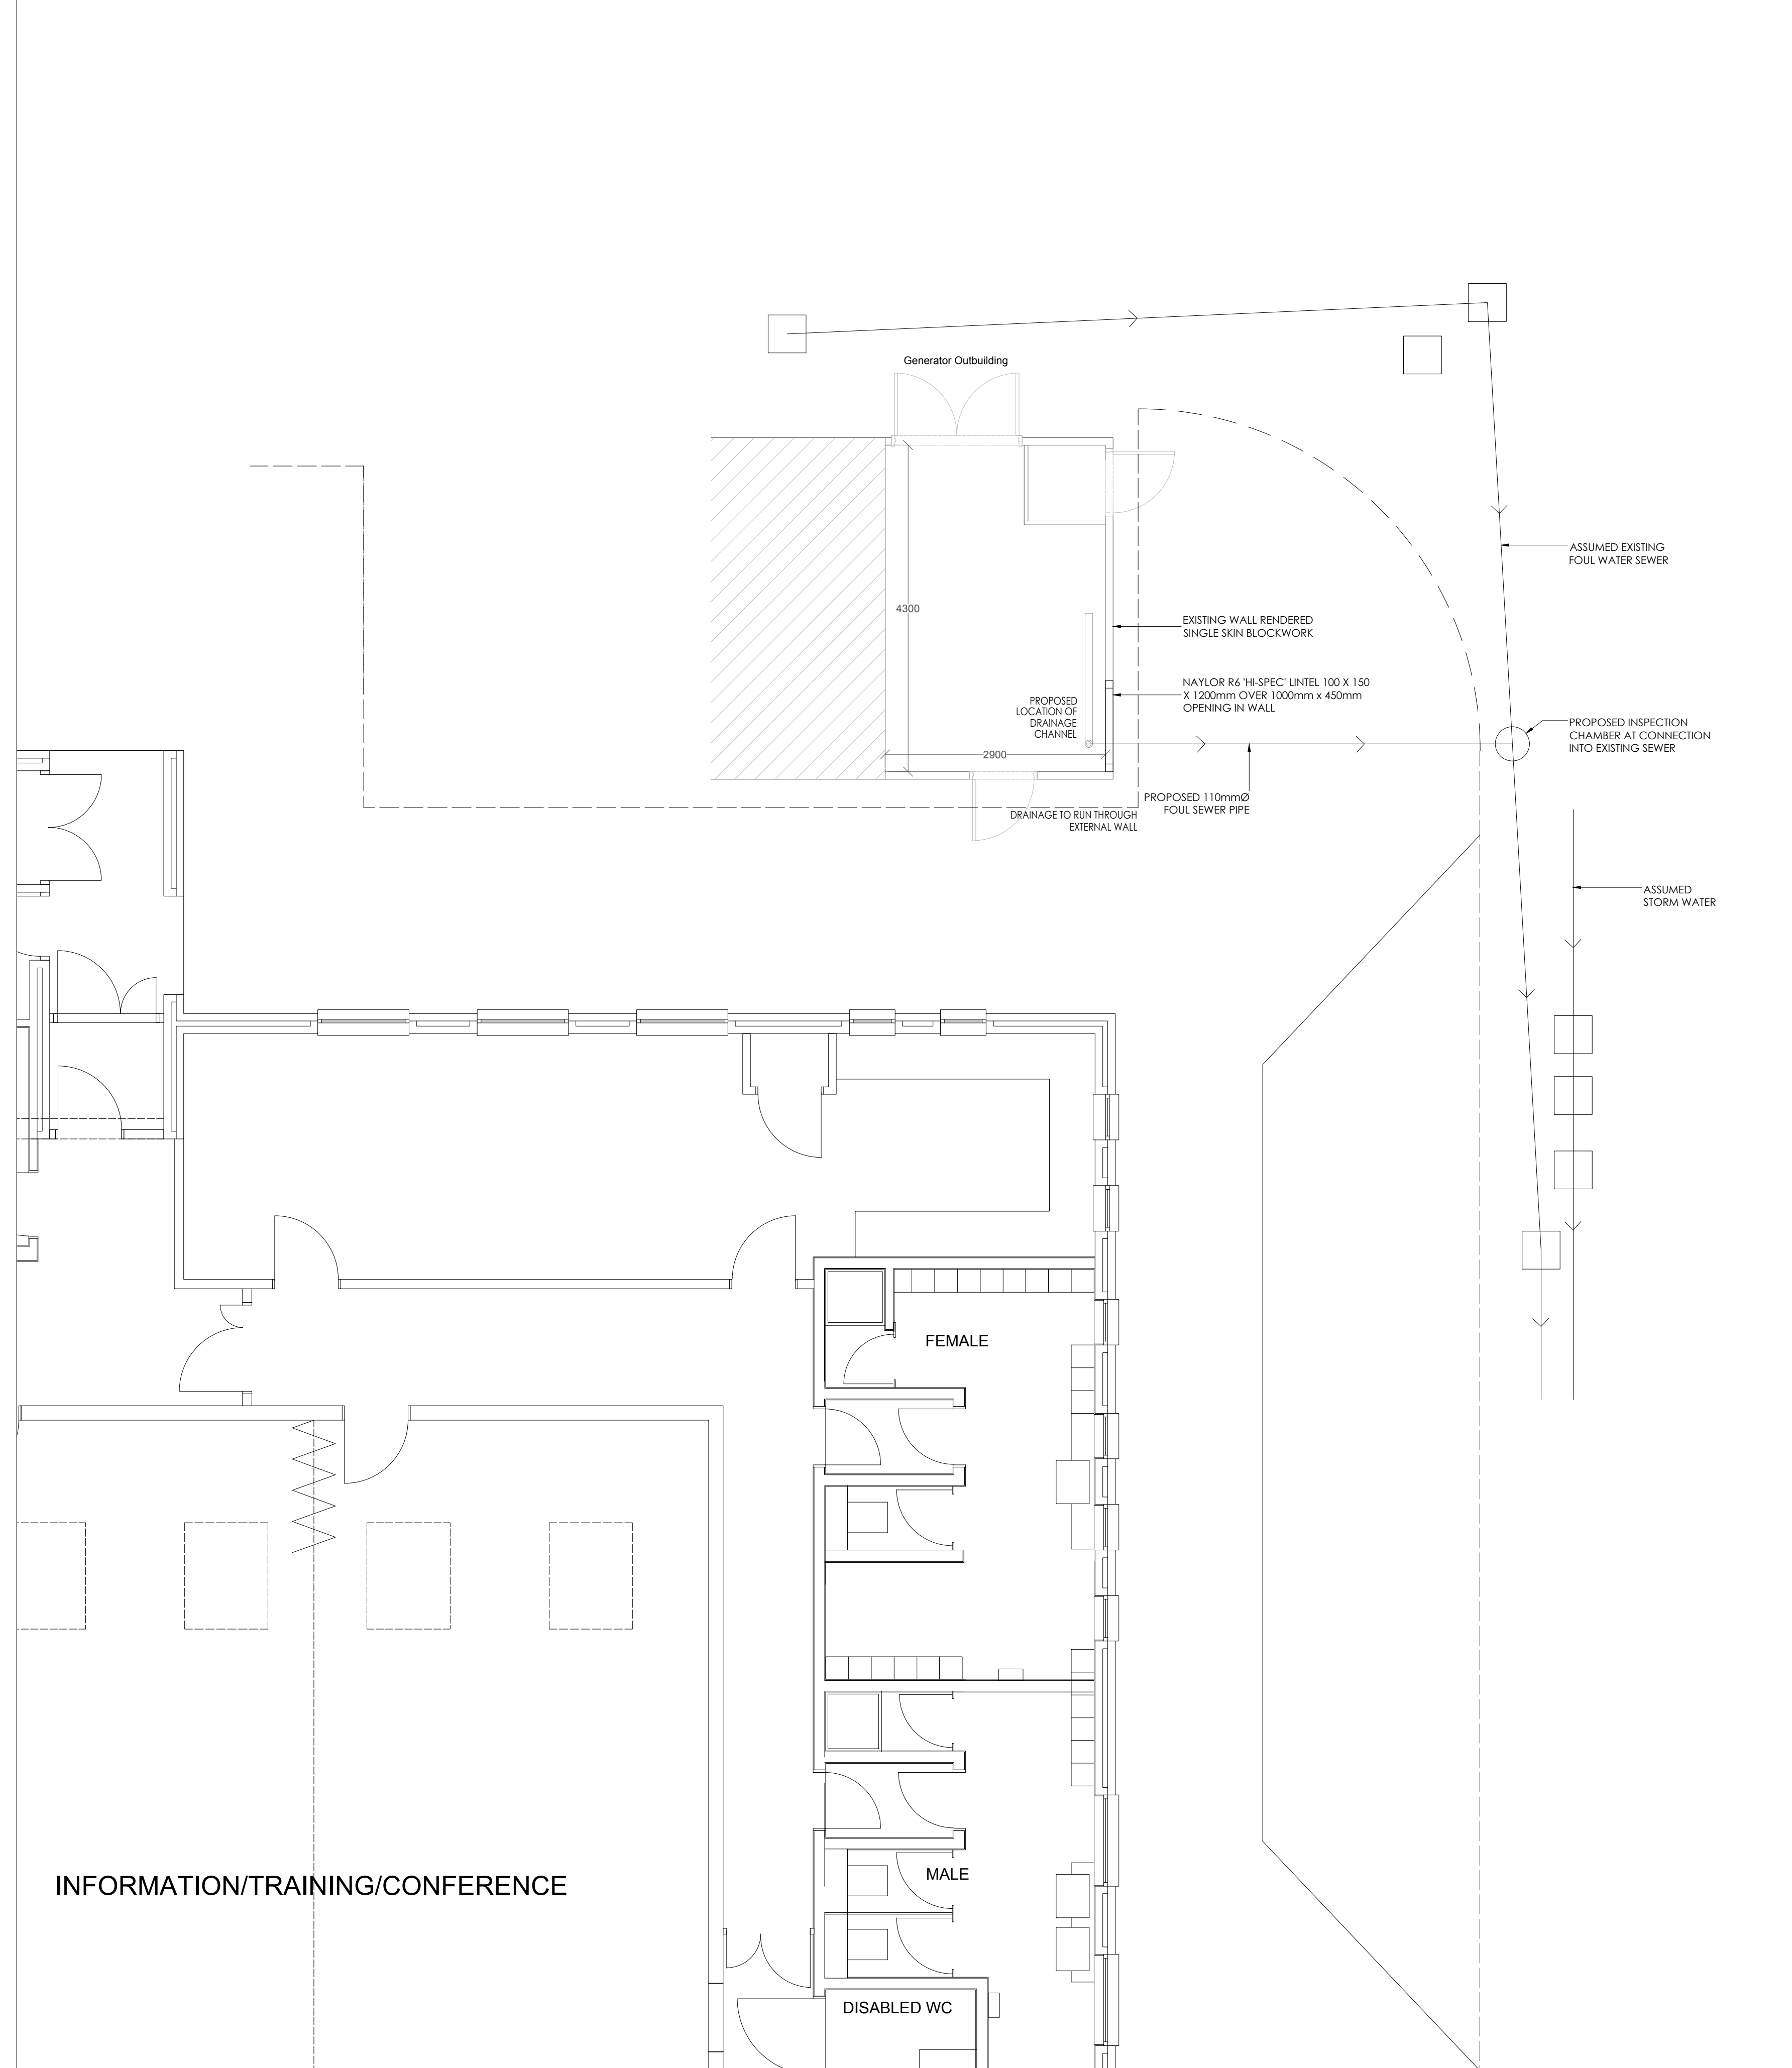 Generator Outbuilding
ASSUMED EXISTING
FOUL WATER SEWER
4300
EXISTING WALL RENDERED
SINGLE SKIN BLOCKWORK
NAYLOR R6 'HI-SPEC' LINTEL 100 X 150
X 1200mm OVER 1000mm x 450mm
OPENING IN WALL
PROPOSED
LOCATION OF
DRAINAGE
CHANNEL
PROPOSED INSPECTION
CHAMBER AT CONNECTION
INTO EXISTING SEWER
2900
PROPOSED 110mmØ
FOUL SEWER PIPE
DRAINAGE TO RUN THROUGH
EXTERNAL WALL
ASSUMED
STORM WATER
FEMALE
INFORMATION/TRAINING/CONFERENCE
MALE
DISABLED WC